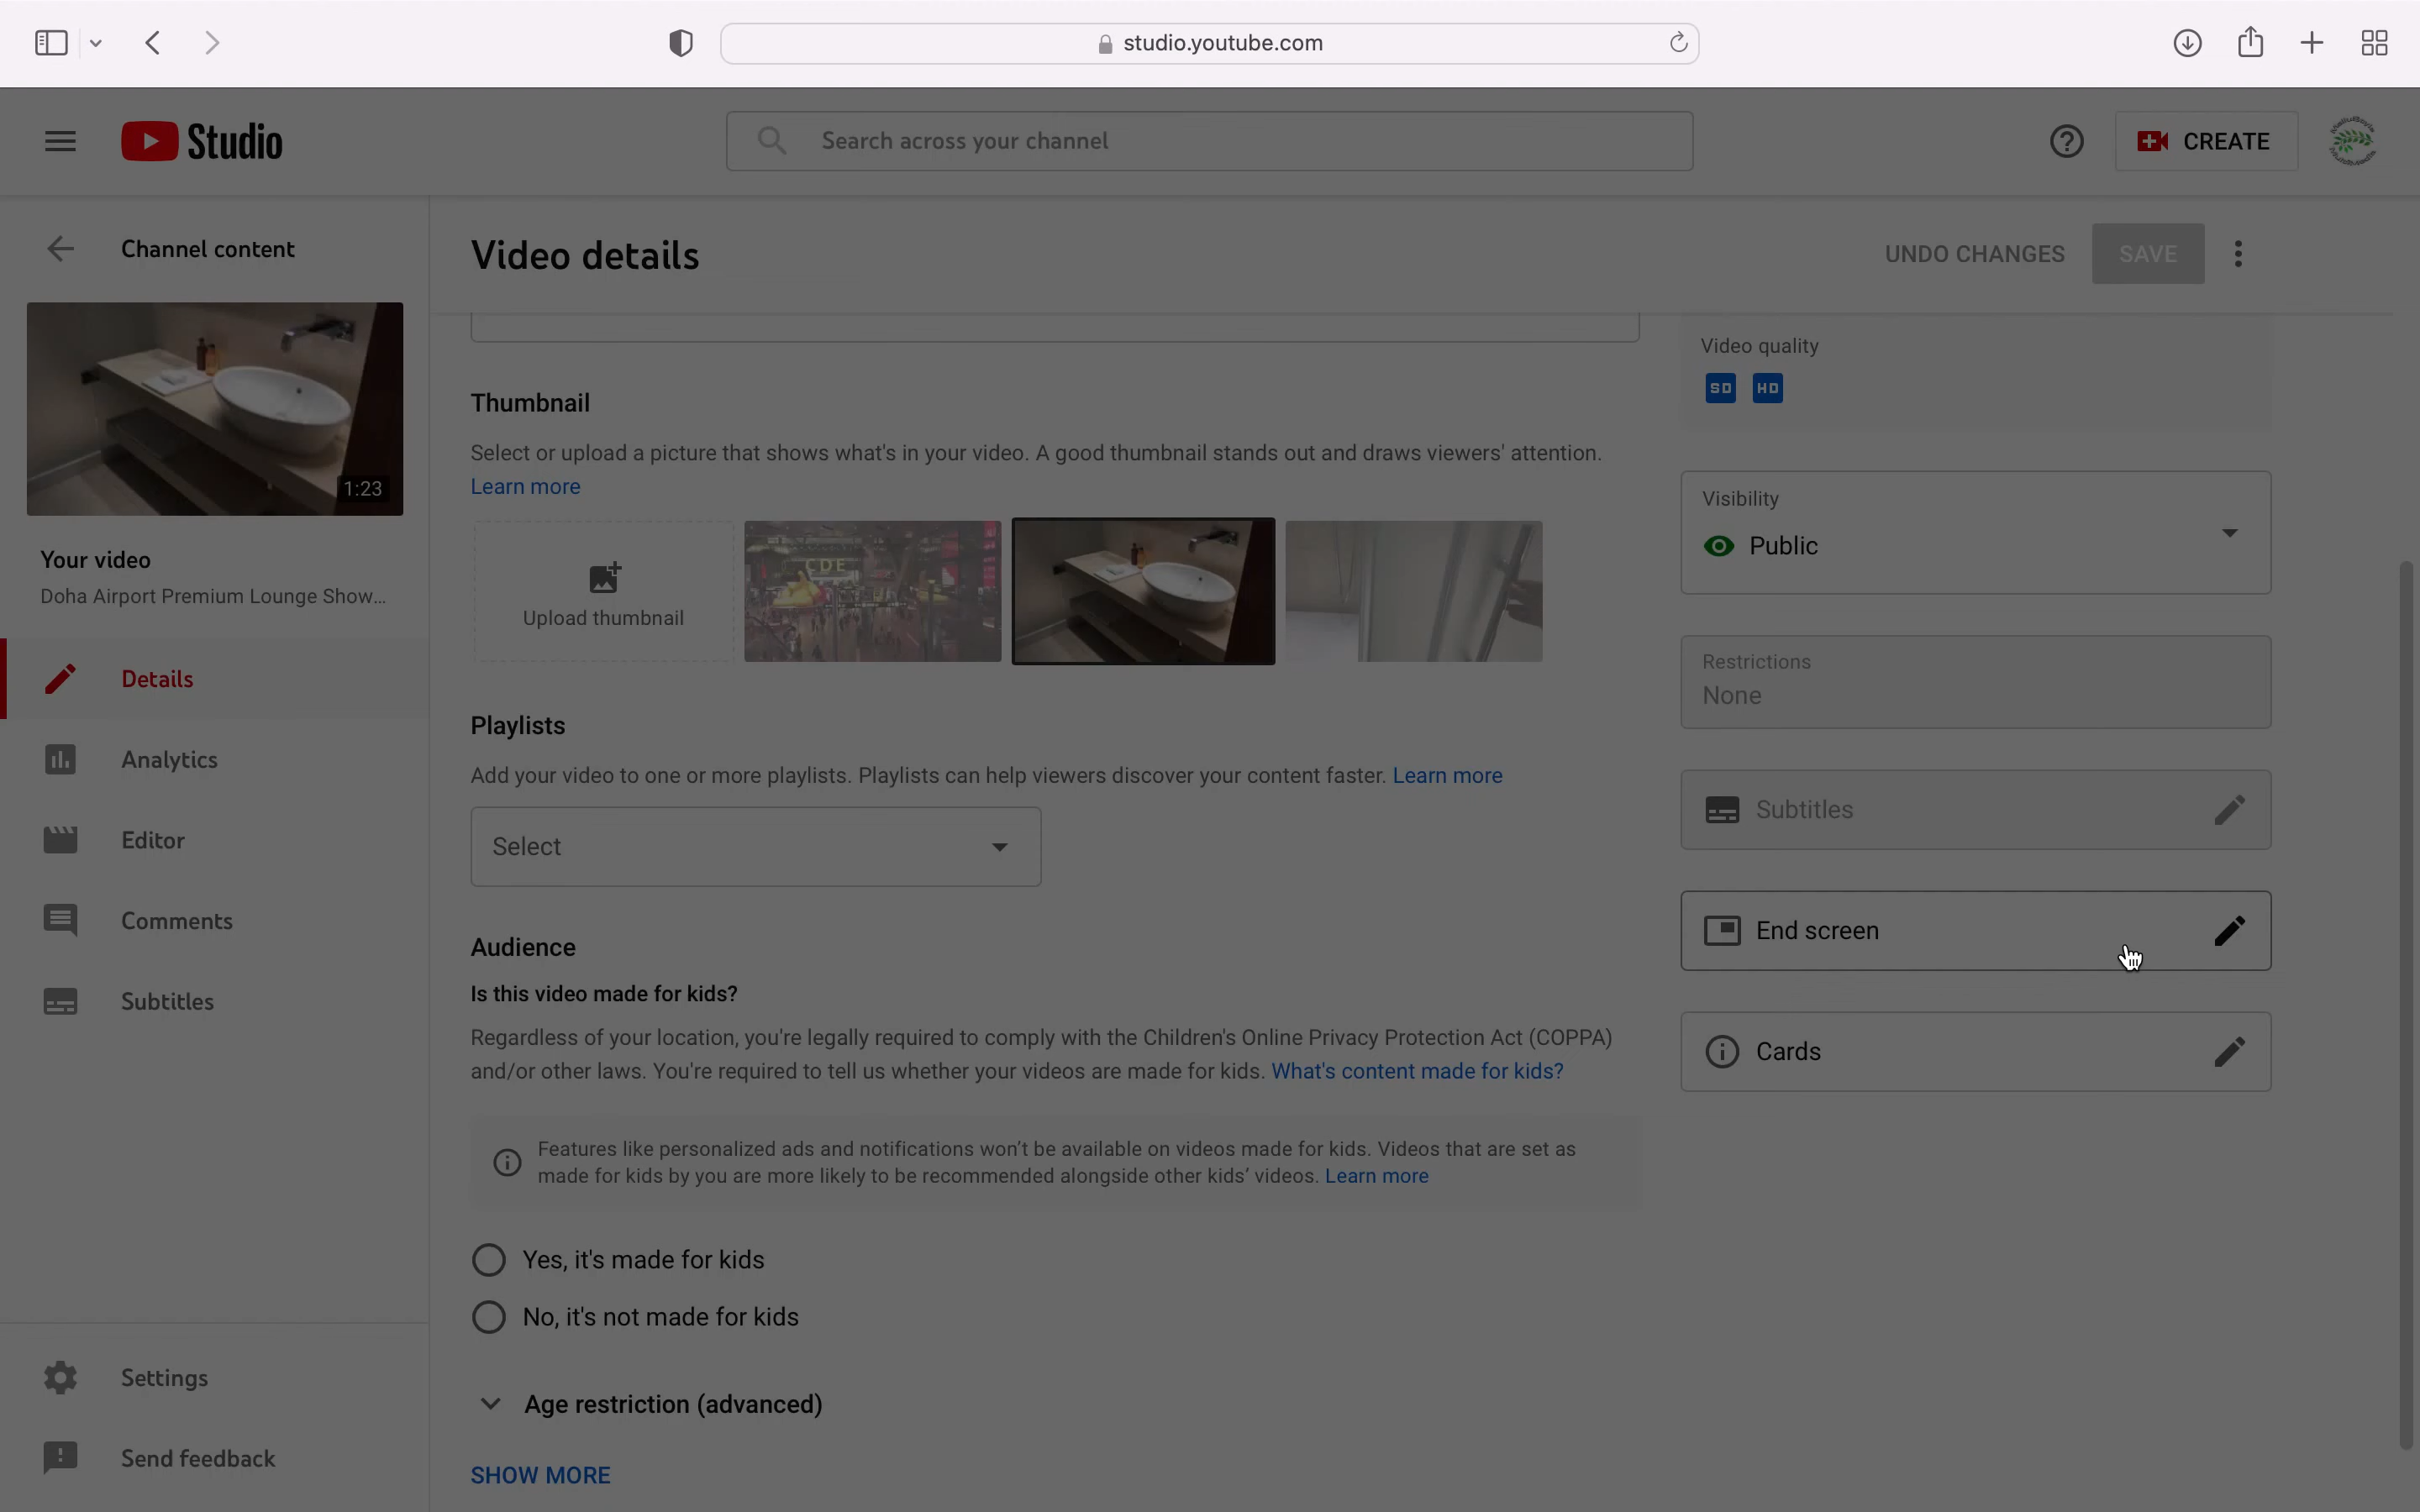 studio.youtube.com
Studio
Search across your channel
CREATE
Channel content
1:23
Your video
Doha Airport Premium Lounge Show...
Details
Analytics
Editor
Comments
Subtitles
Settings
Send feedback
Video details
UNDO CHANGES
SAVE
Thumbnail
Select or upload a picture that shows what's in your video. A good thumbnail stands out and draws viewers' attention.
Learn more
Upload thumbnail
CDE
Playlists
Add your video to one or more playlists. Playlists can help viewers discover your content faster. Learn more
Select
Audience
Is this video made for kids?
Regardless of your location, you're legally required to comply with the Children's Online Privacy Protection Act (COPPA)
and/or other laws. You're required to tell us whether your videos are made for kids. What's content made for kids?
Features like personalized ads and notifications won't be available on videos made for kids. Videos that are set as
made for kids by you are more likely to be recommended alongside other kids' videos. Learn more
Yes, it's made for kids
No, it's not made for kids
Age restriction (advanced)
SHOW MORE
Video quality
SD HD
Visibility
Public
Restrictions
None
Subtitles
End screen
Cards